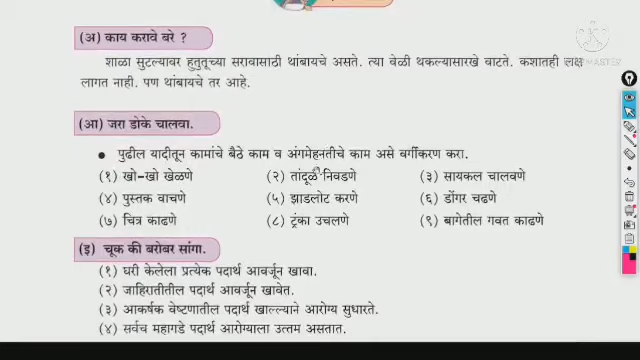 (अ) काय करावे बरे ?
शाळा सुटल्यावर हुतुतूच्या सरावासाठी थांबायचे असते. त्या वेळी थकल्यासारखे वाटते. कशातही लक्ष
लागत नाही. पण थांबायचे तर आहे.
(आ) जरा डोके चालवा.
● पुढील यादीतून कामांचे बैठे काम व अंगमेहनतीचे काम असे वर्गीकरण करा.
(१) खो-खो खेळणे (२) तांदूळ निवडणे (३) सायकल चालवणे
(४) पुस्तक वाचणे (५) झाडलोट करणे (६) डोंगर चढणे
(७) चित्र काढणे (८) ट्रंका उचलणे (९) बागेतील गवत काढणे
(इ) चूक की बरोबर सांगा.
(१) घरी केलेला प्रत्येक पदार्थ आवर्जून खावा.
(२) जाहिरातीतील पदार्थ आवर्जून खावेत.
(३) आकर्षक वेष्टणातील पदार्थ खाल्ल्याने आरोग्य सुधारते.
(४) सर्वच महागडे पदार्थ आरोग्याला उत्तम असतात.